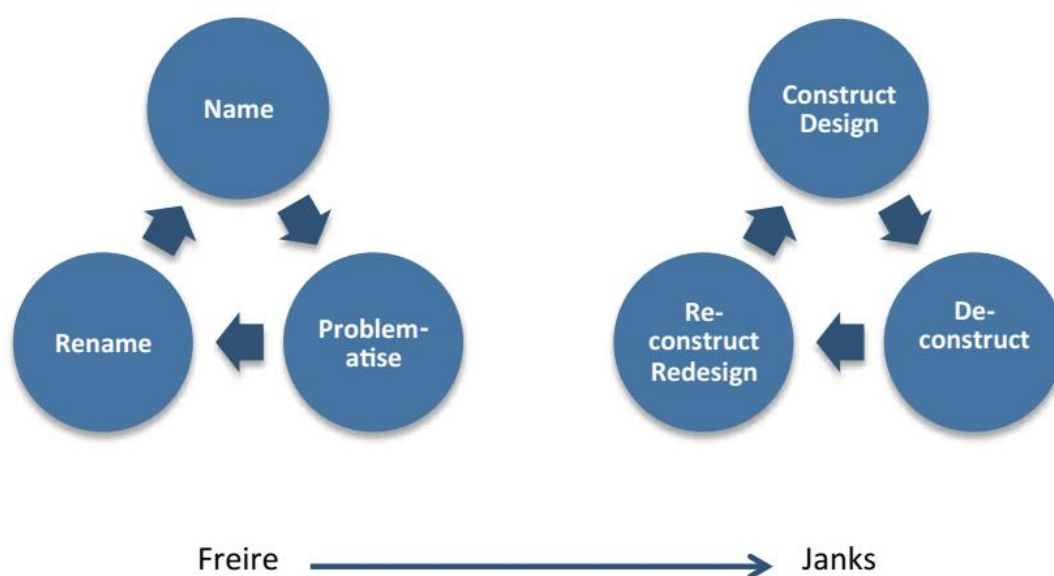 Name
Problem-
atise
Rename
Construct
Design
De-
construct
Re-
construct
Redesign
Freire
Janks